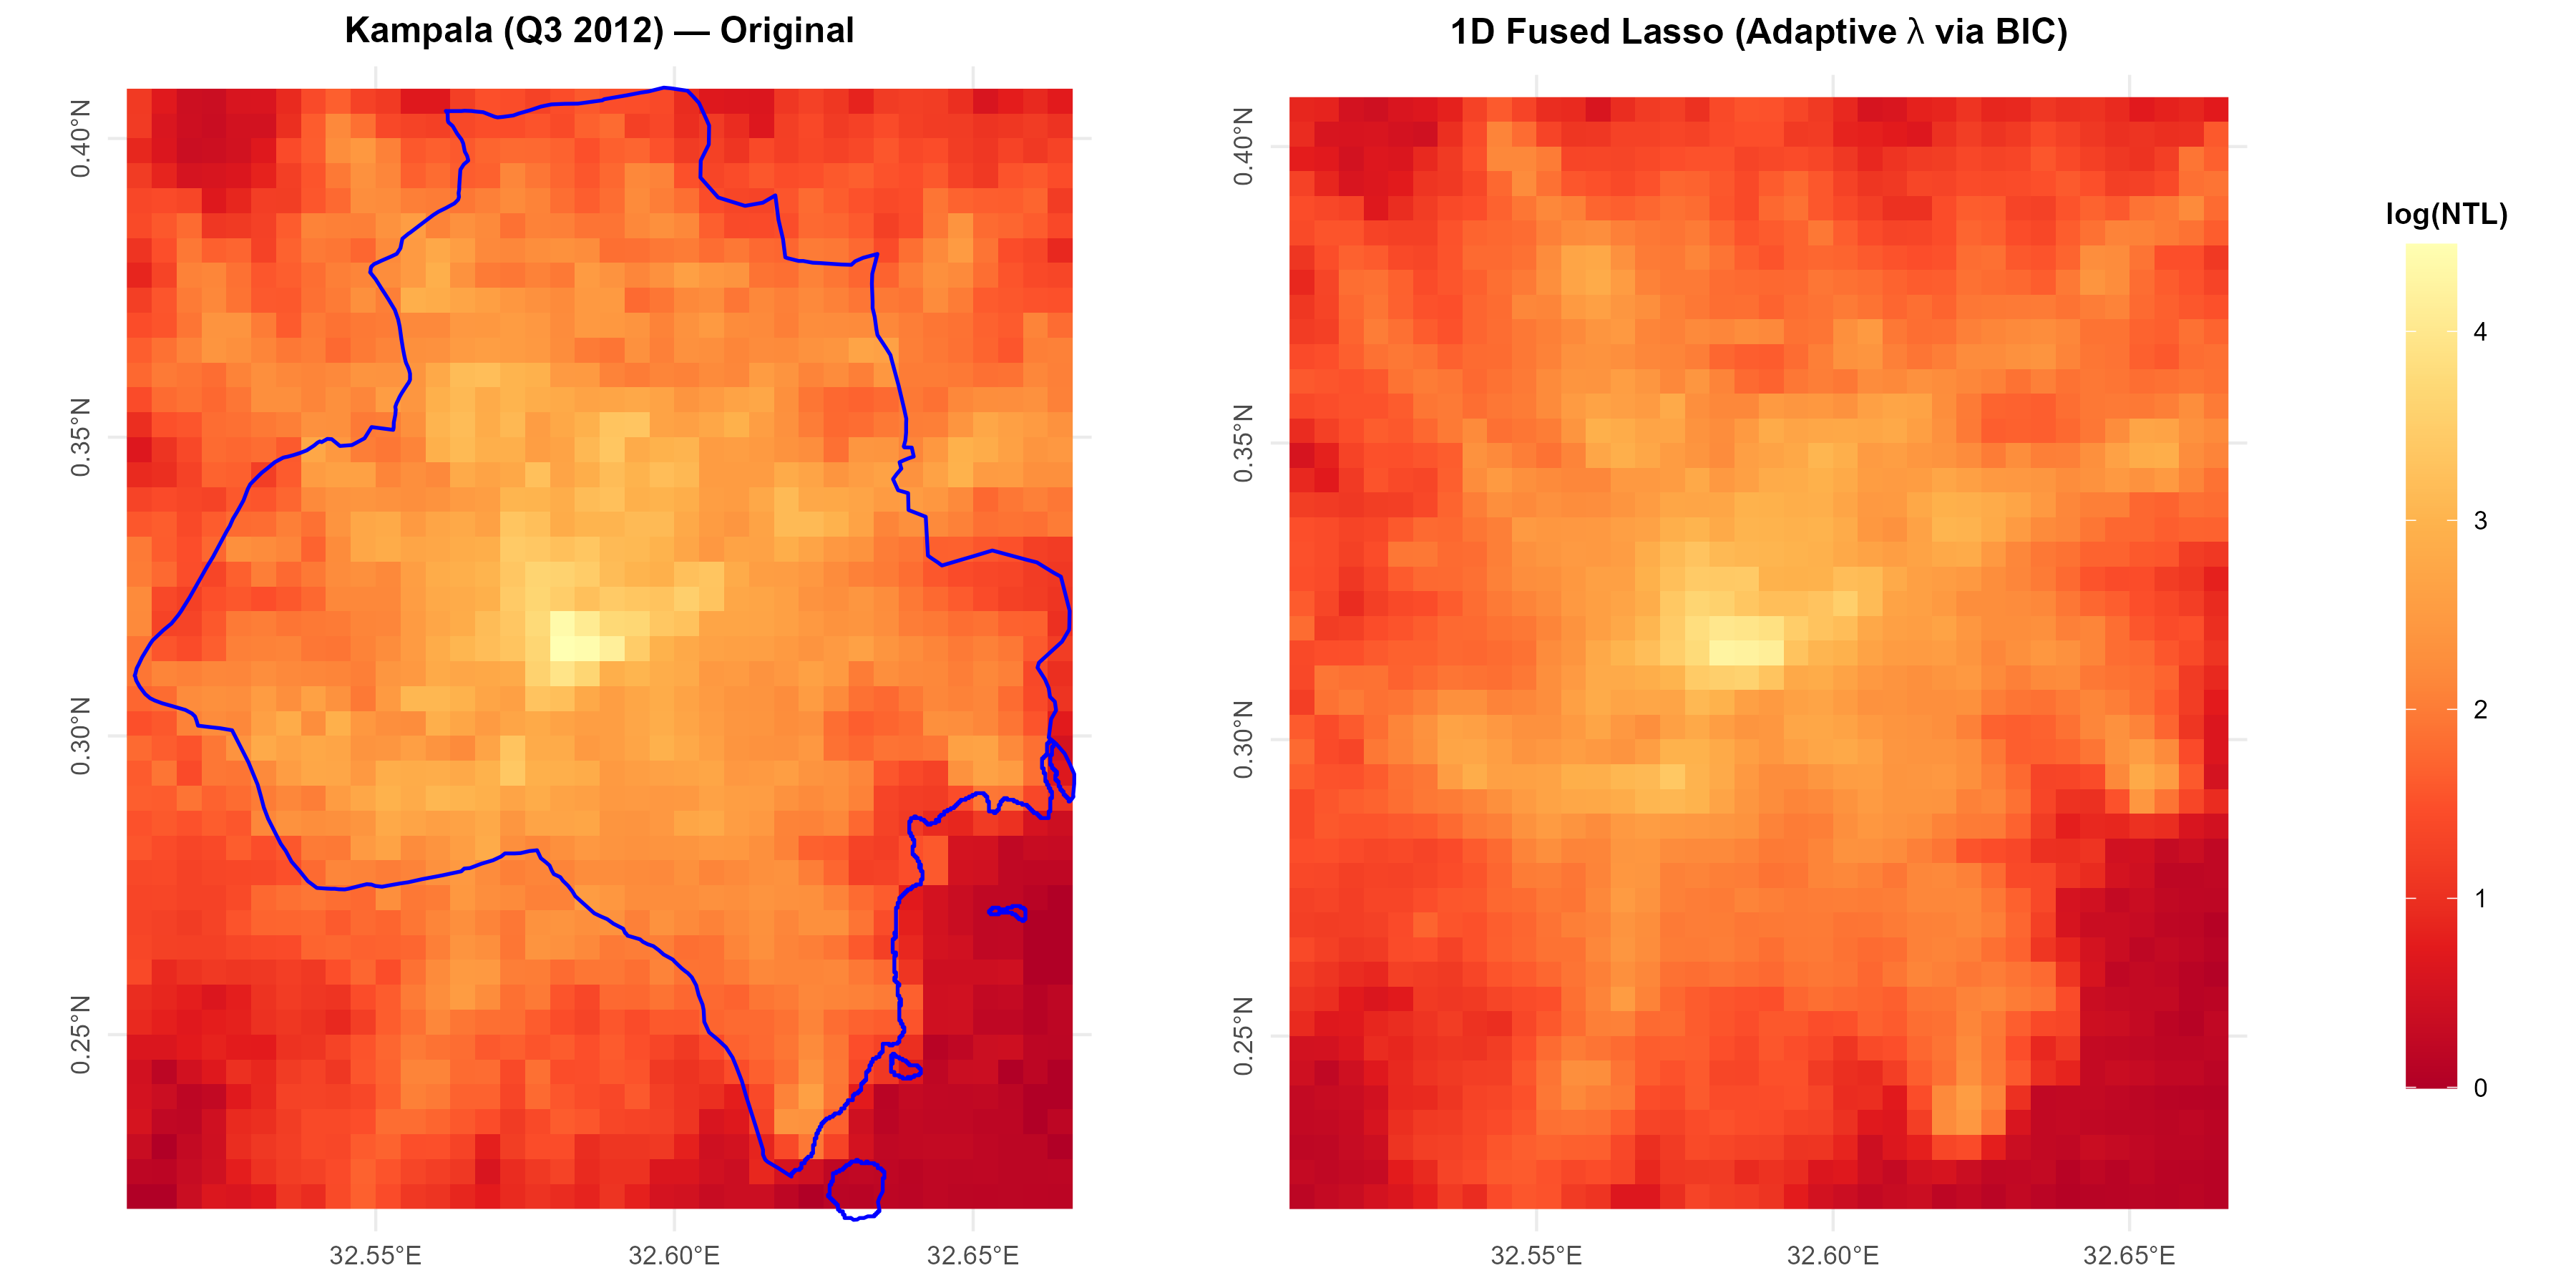 Kampala (Q3 2012) — Original
0.40°N
0.35°N
0.30°N
0.25°N
32.55°E
32.60°E
32.65°E
1D Fused Lasso (Adaptive λ via BIC)
0.40°N
0.35°N
0.30°N
0.25°N
32.55°E
32.60°E
32.65°E
log(NTL)
4
3
2
1
0